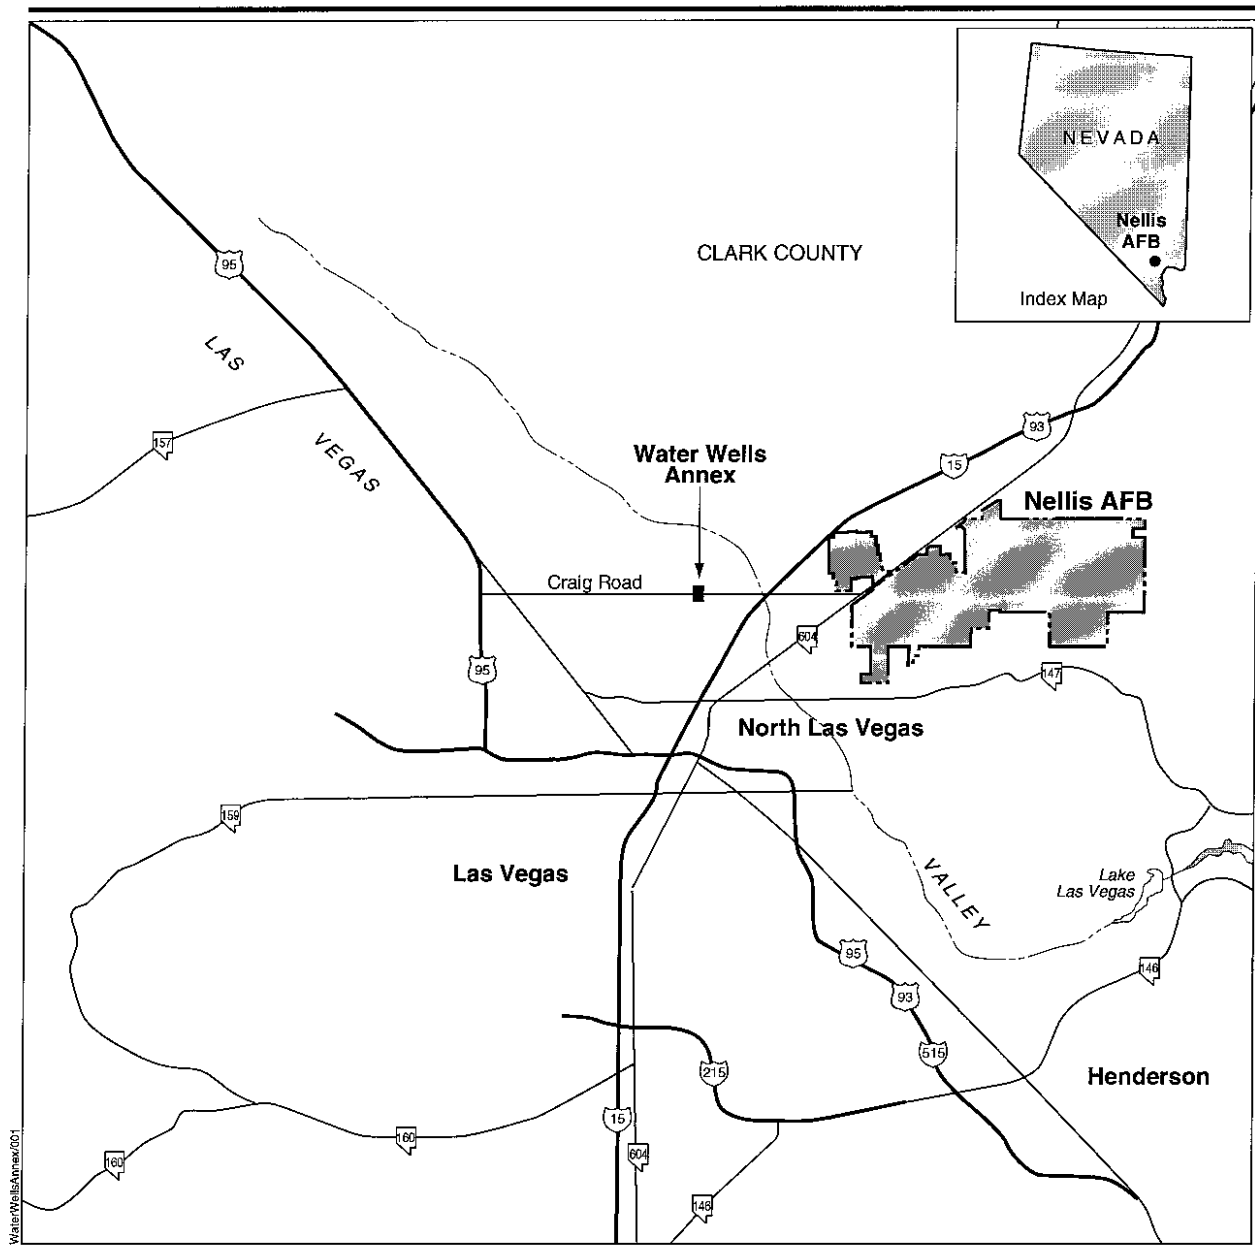 NEVADA
Nellis
AFB
Index Map
CLARK COUNTY
95
LAS
157
VEGAS
93
15
Water Wells
Annex
Nellis AFB
Craig Road
604
95
147
North Las Vegas
159
Las Vegas
Lake
Las Vegas
VALLEY
95
93
146
515
215
Henderson
15
160
604
160
146
WaterWellsAnnex/001